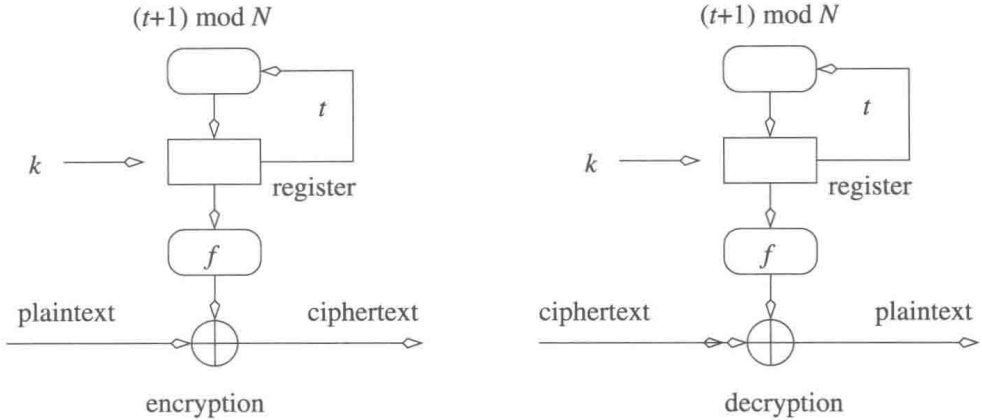 (t+1) mod N
t
k
register
f
plaintext
ciphertext
encryption
(t+1) mod N
t
k
register
f
ciphertext
plaintext
decryption